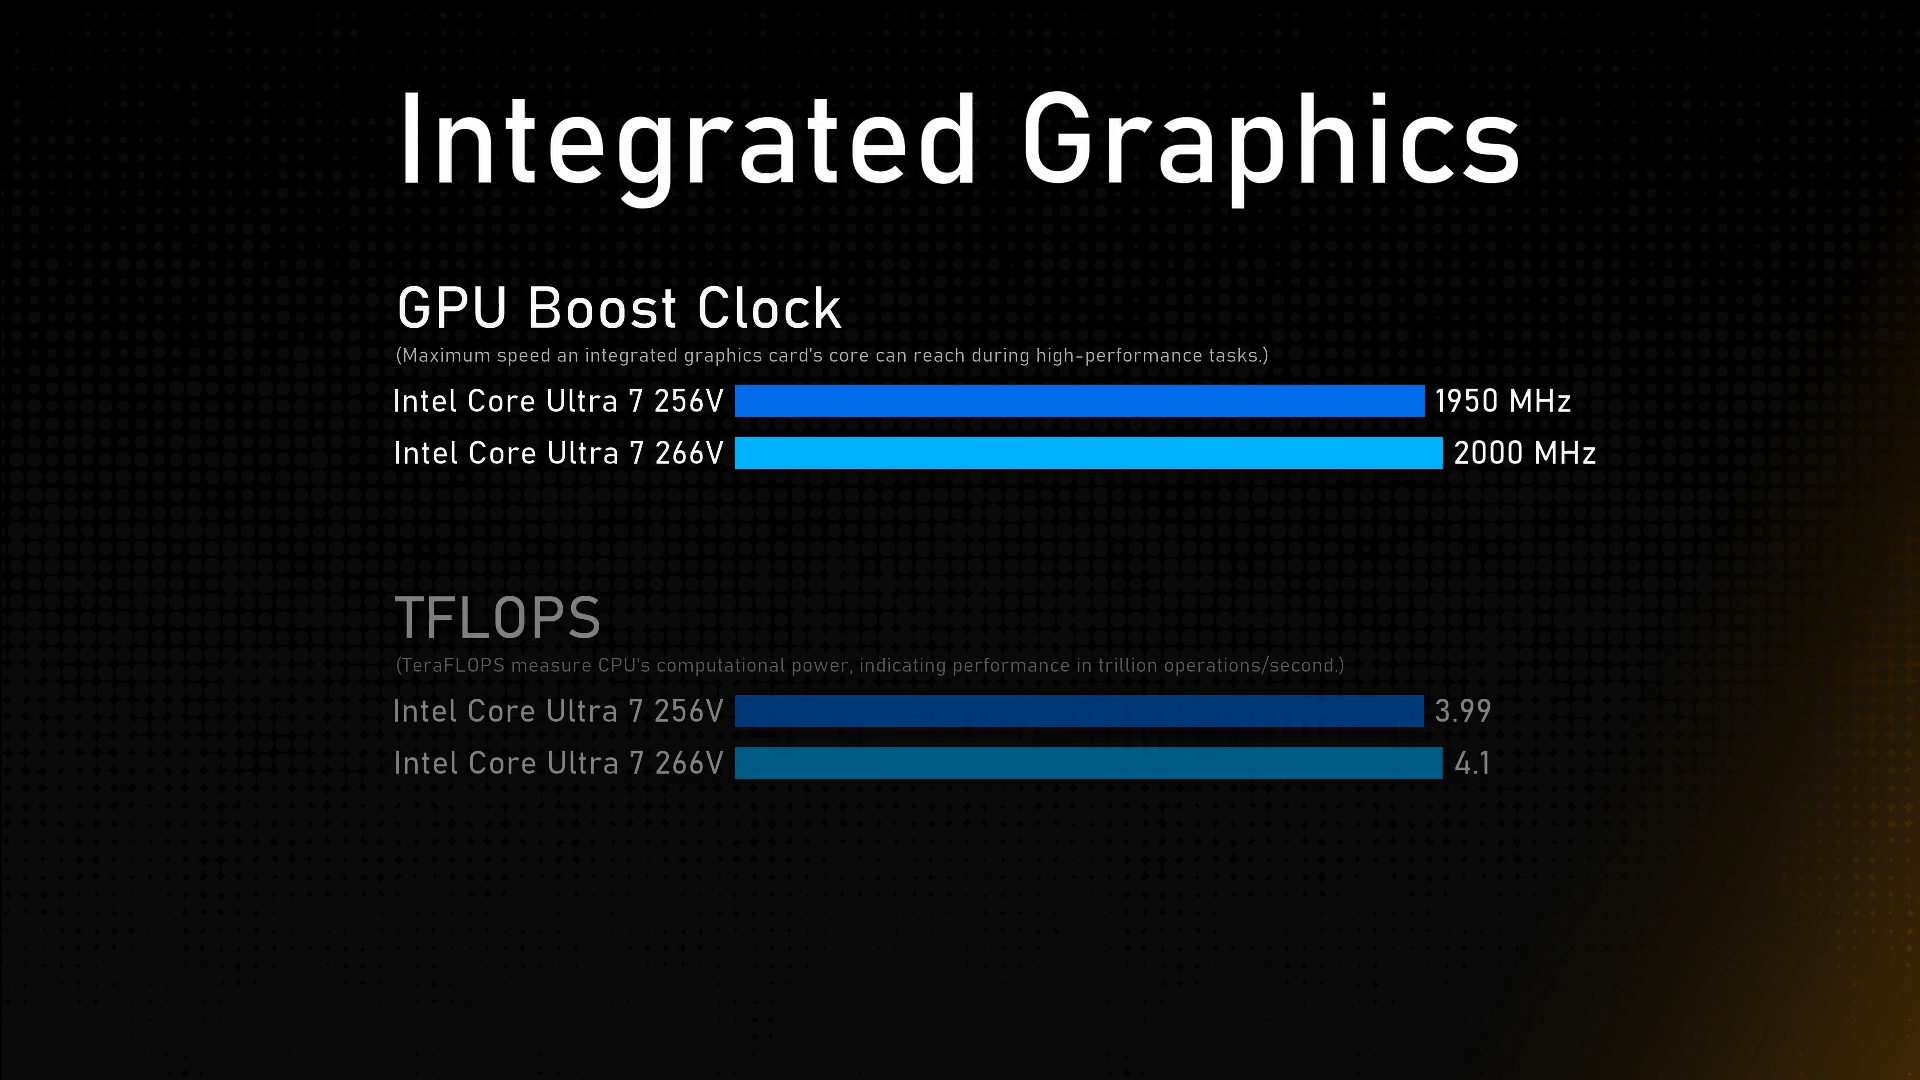 Integrated Graphics
GPU Boost Clock
(Maximum speed an integrated graphics card's core can reach during high-performance tasks.)
Intel Core Ultra 7 256V 1950 MHz
Intel Core Ultra 7 266V 2000 MHz
TFLOPS
(TeraFLOPS measure CPU's computational power, indicating performance in trillion operations/second.)
Intel Core Ultra 7 256V 3.99
Intel Core Ultra 7 266V 4.1